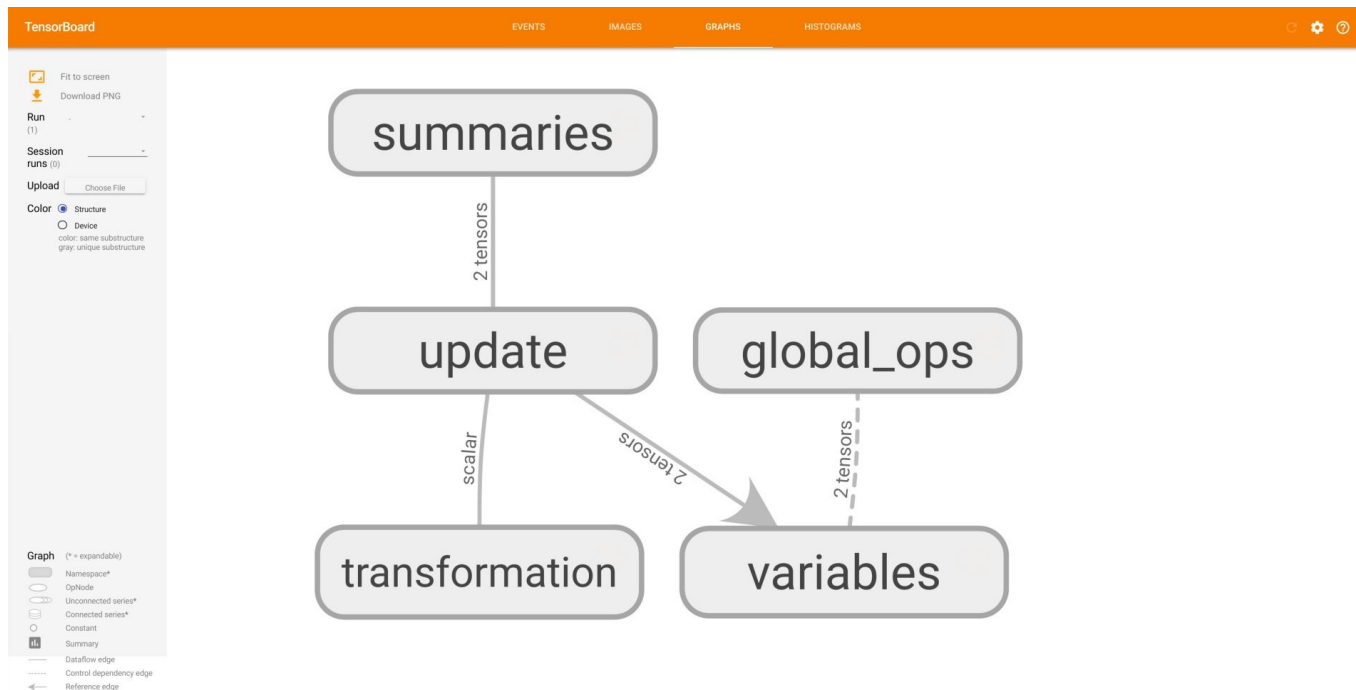 TensorBoard
EVENTS
IMAGES
GRAPHS
HISTOGRAMS
Fit to screen
Download PNG
Run .
(1)
Session
runs (0)
Upload Choose File
Color Structure
Device
color: same substructure
gray: unique substructure
summaries
2 tensors
update
global_ops
scalar
2 tensors
2 tensors
transformation
variables
Graph (* = expandable)
Namespace*
OpNode
Unconnected series*
Connected series*
Constant
Summary
Dataflow edge
Control dependency edge
Reference edge